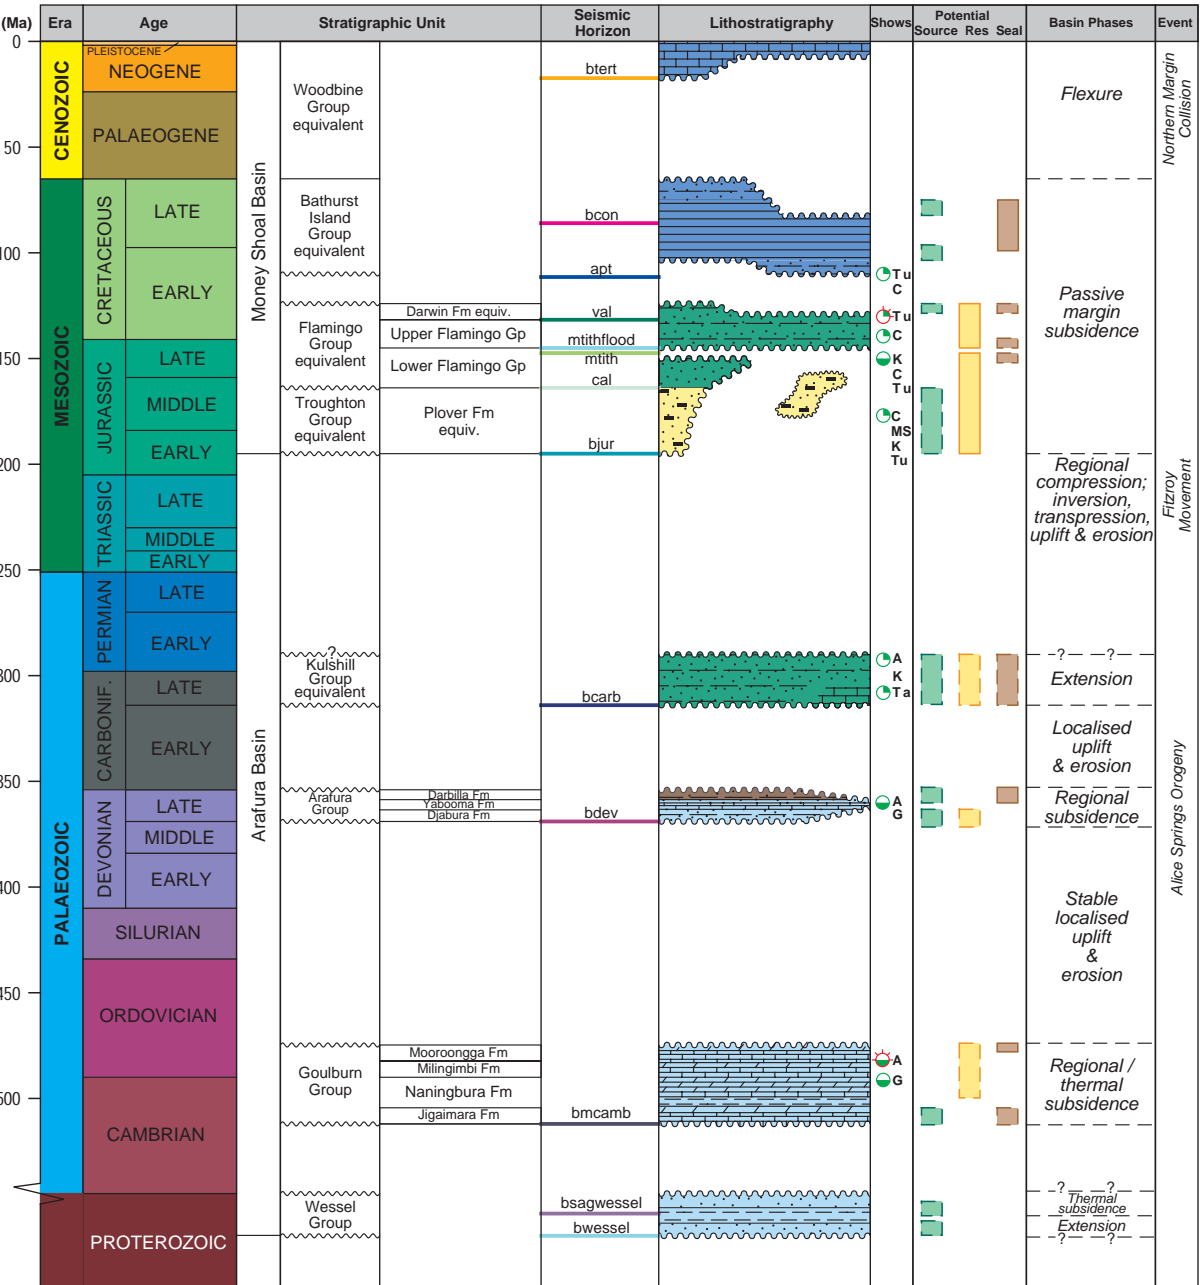 (Ma)
Era
Age
Stratigraphic Unit
Seismic
Horizon
Lithostratigraphy
Shows
Potential
Source Res Seal
Basin Phases
Event
0
50
100
150
200
250
300
350
400
450
500
CENOZOIC
MESOZOIC
PALAEOZOIC
PLEISTOCENE
NEOGENE
PALAEOGENE
CRETACEOUS
LATE
EARLY
JURASSIC
LATE
MIDDLE
EARLY
TRIASSIC
LATE
MIDDLE
EARLY
PERMIAN
LATE
EARLY
CARBONIF.
LATE
EARLY
DEVONIAN
LATE
MIDDLE
EARLY
SILURIAN
ORDOVICIAN
CAMBRIAN
PROTEROZOIC
Money Shoal Basin
Arafura Basin
Woodbine
Group
equivalent
Bathurst
Island
Group
equivalent
Flamingo
Group
equivalent
Troughton
Group
equivalent
?
Kulshill
Group
equivalent
Arafura
Group
Goulburn
Group
Wessel
Group
Darwin Fm equiv.
Upper Flamingo Gp
Lower Flamingo Gp
Plover Fm
equiv.
Darbilla Fm
Yabooma Fm
Djabura Fm
Mooroongga Fm
Milingimbi Fm
Naningbura Fm
Jigaimara Fm
btert
bcon
apt
val
mtithflood
mtith
cal
bjur
bcarb
bdev
bmcamb
bsagwessel
bwessel
Tu
C
Tu
C
K
C
Tu
C
MS
K
Tu
A
K
Ta
A
G
A
G
Flexure
Passive
margin
subsidence
Regional
compression;
inversion,
transpression,
uplift & erosion
? ?
Extension
Localised
uplift
& erosion
Regional
subsidence
Stable
localised
uplift
&
erosion
Regional /
thermal
subsidence
? ?
Thermal
subsidence
Extension
? ?
Northern Margin
Collision
Fitzroy
Movement
Alice Springs Orogeny